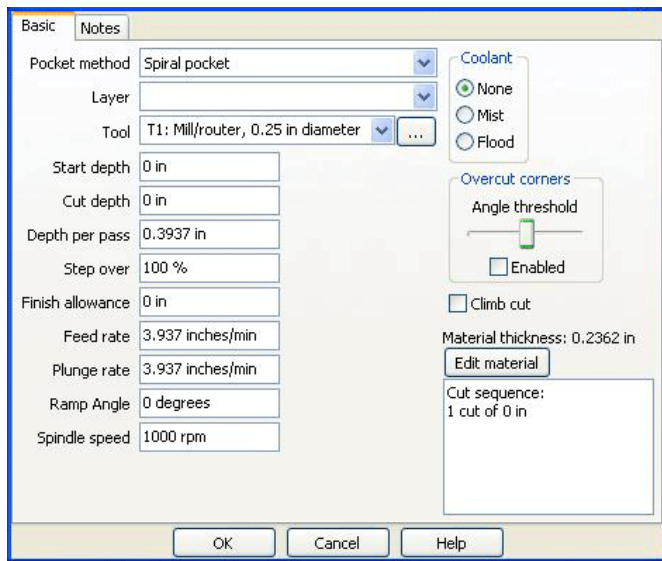 Basic
Notes
Pocket method Spiral pocket
Layer
Tool T1: Mill/router, 0.25 in diameter ...
Start depth 0 in
Cut depth 0 in
Depth per pass 0.3937 in
Step over 100 %
Finish allowance 0 in
Feed rate 3.937 inches/min
Plunge rate 3.937 inches/min
Ramp Angle 0 degrees
Spindle speed 1000 rpm
Coolant
None
Mist
Flood
Overcut corners
Angle threshold
Enabled
Climb cut
Material thickness: 0.2362 in
Edit material
Cut sequence:
1 cut of 0 in
OK
Cancel
Help